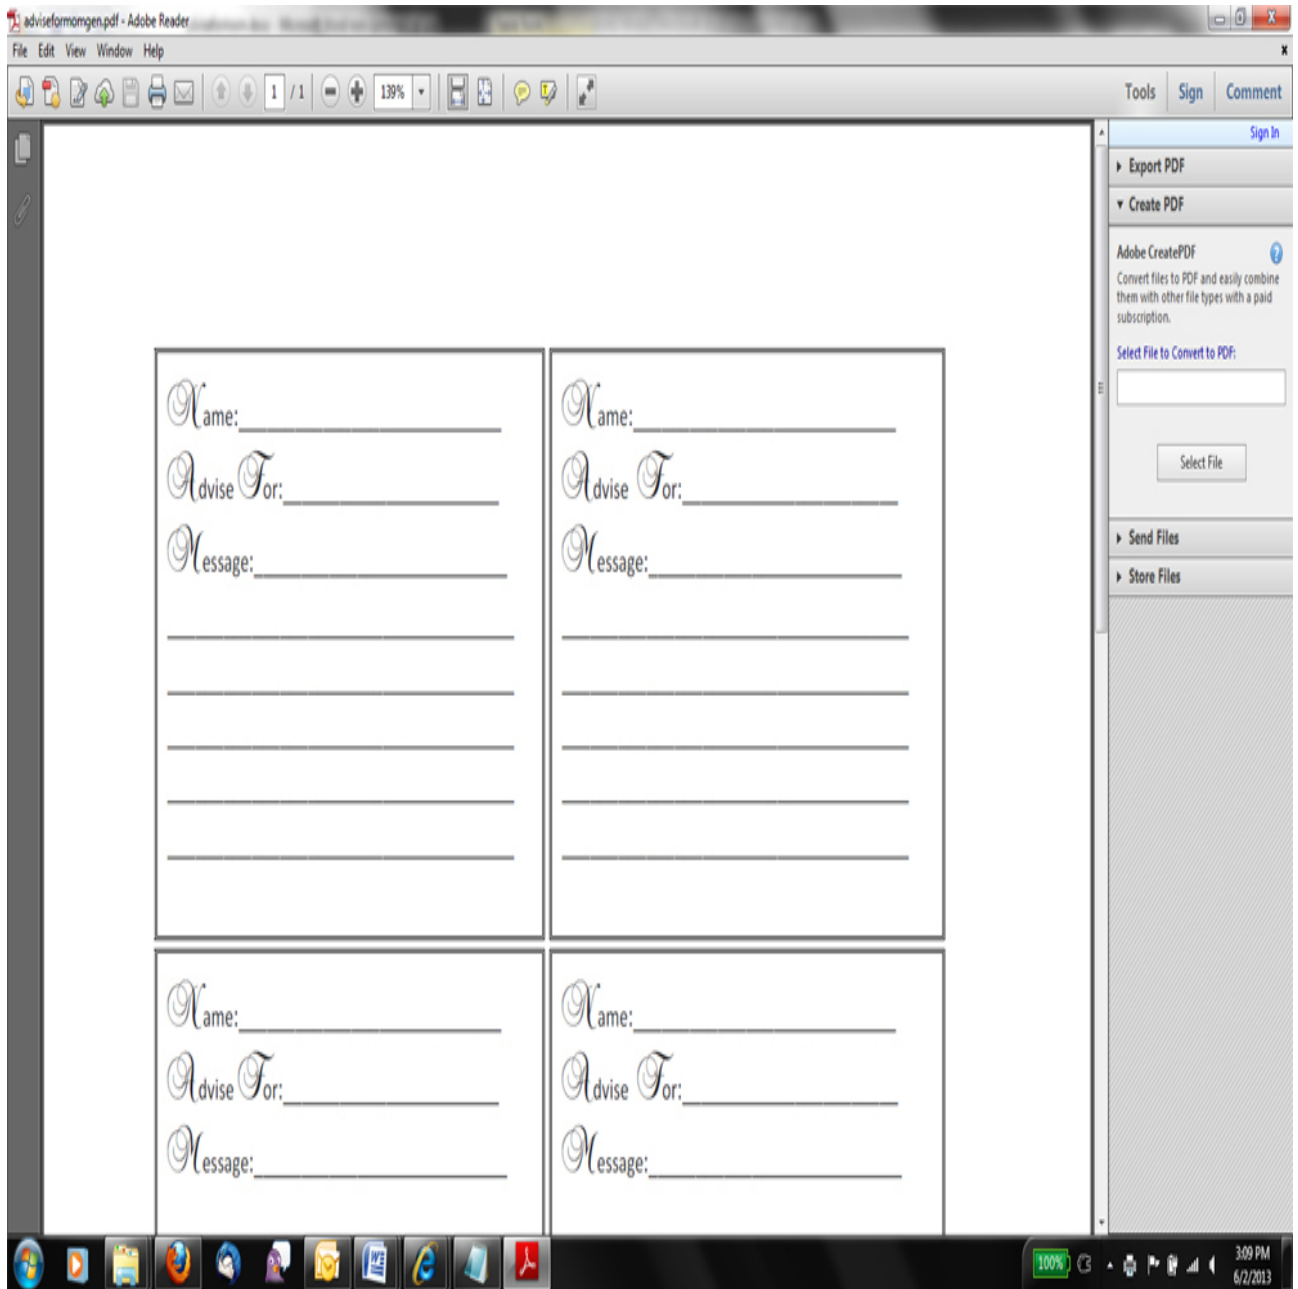 adviseformomgen.pdf - Adobe Reader
File Edit View Window Help
1 / 1 139% Tools Sign Comment
Sign In
Export PDF
Create PDF
Adobe CreatePDF
Convert files to PDF and easily combine
them with other file types with a paid
subscription.
Select File to Convert to PDF:
Select File
Send Files
Store Files
Name:
Advise For:
Message:
Name:
Advise For:
Message:
Name:
Advise For:
Message:
Name:
Advise For:
Message:
100% 3:09 PM
6/2/2013